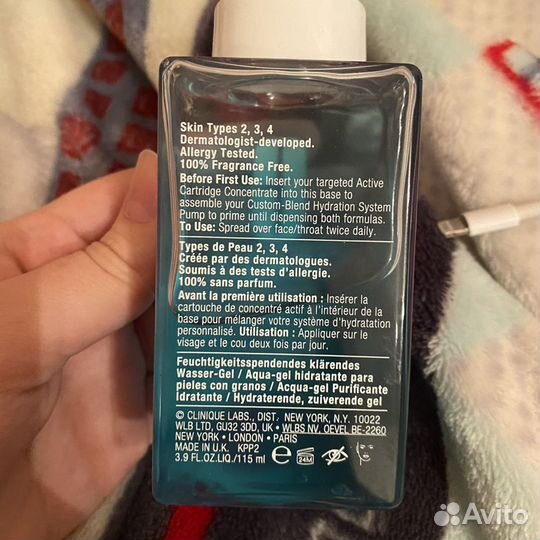 Skin Types 2, 3, 4
Dermatologist-developed.
Allergy Tested.
100% Fragrance Free.
Before First Use: Insert your targeted Active
Cartridge Concentrate into this base to
assemble your Custom-Blend Hydration System
Pump to prime until dispensing both formulas.
To Use: Spread over face/throat twice daily.
Types de Peau 2, 3, 4
Créée par des dermatologues.
Soumis à des tests d'allergie.
100% sans parfum.
Avant la première utilisation : Insérer la
cartouche de concentré actif à l'intérieur de la
base pour mélanger votre système d'hydratation
personnalisé. Utilisation : Appliquer sur le
visage et le cou deux fois par jour.
Feuchtigkeitsspendendes klärendes
Wasser-Gel / Aqua-gel hidratante para
pieles con granos / Acqua-gel Purificante
Idratante / Hydraterende, zuiverende gel
© CLINIQUE LABS., DIST. NEW YORK, N.Y. 10022
WLB LTD, GU32 3DD, UK • WLBS NV. OEVEL BE-2260
NEW YORK • LONDON • PARIS
MADE IN U.K. KPP2
3.9 FL.OZ.LIQ./115 ml
24M
Avito